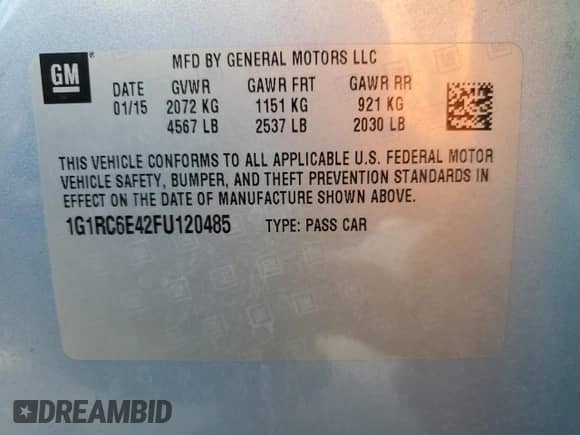 GM ® MFD BY GENERAL MOTORS LLC
DATE GVWR GAWR FRT GAWR RR
01/15 2072 KG 1151 KG 921 KG
4567 LB 2537 LB 2030 LB
THIS VEHICLE CONFORMS TO ALL APPLICABLE U.S. FEDERAL MOTOR
VEHICLE SAFETY, BUMPER, AND THEFT PREVENTION STANDARDS IN
EFFECT ON THE DATE OF MANUFACTURE SHOWN ABOVE.
1G1RC6E42FU120485 TYPE: PASS CAR
DREAMBID